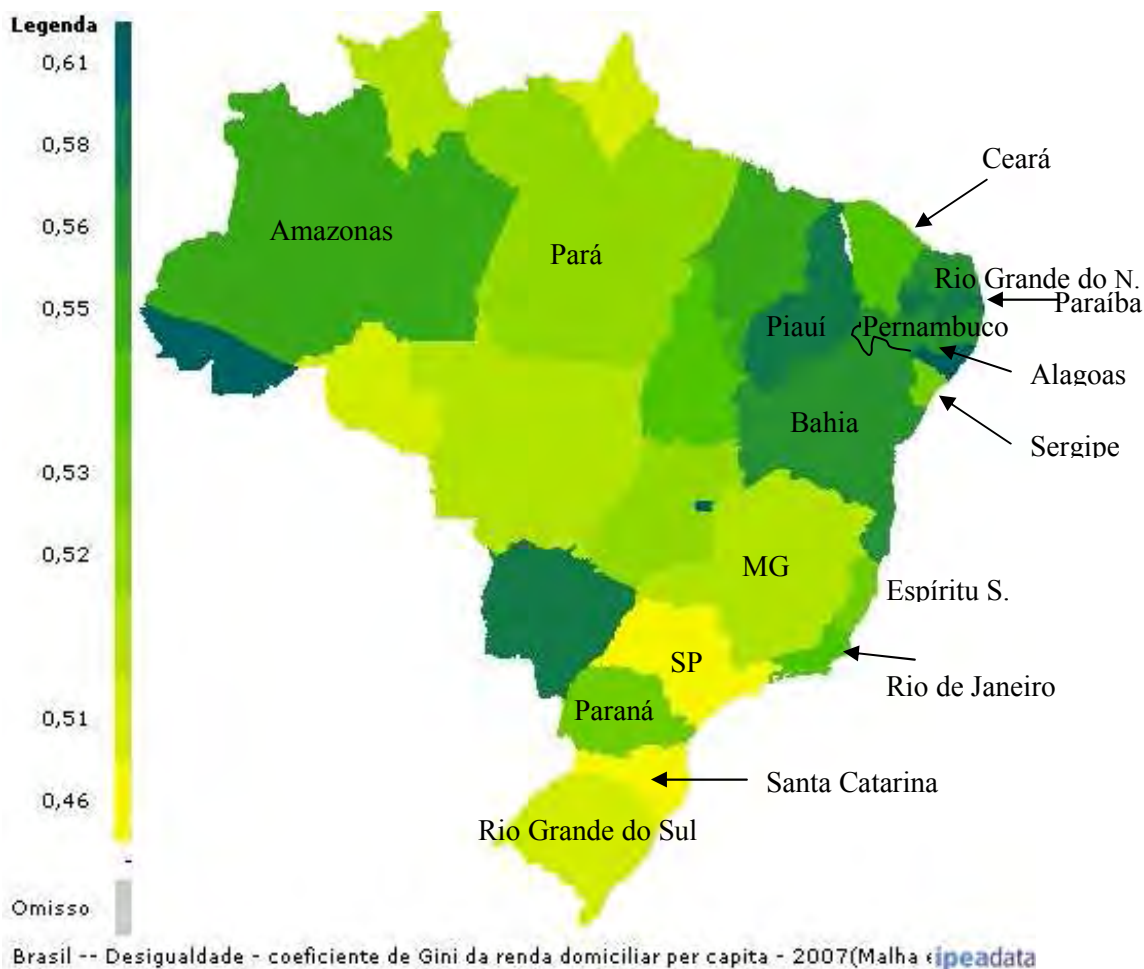 Legenda
0,61
0,58
0,56
0,55
0,53
0,52
0,51
0,46
-
Omisso
Amazonas
Pará
Ceará
Rio Grande do N.
Paraíba
Piauí
Pernambuco
Alagoas
Bahia
Sergipe
MG
Espíritu S.
SP
Rio de Janeiro
Paraná
Santa Catarina
Rio Grande do Sul
Brasil -- Desigualdade - coeficiente de Gini da renda domiciliar per capita - 2007(Malha ipeadata